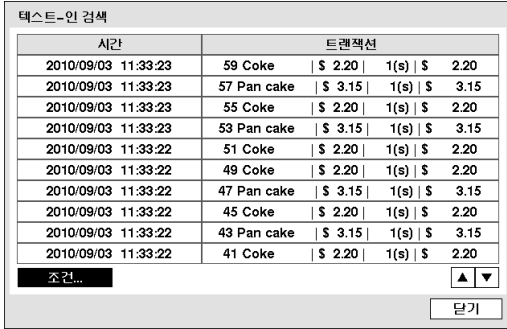 텍스트-인 검색
시간 트랜잭션
2010/09/03 11:33:23 59 Coke | $ 2.20 | 1(s) | $ 2.20
2010/09/03 11:33:23 57 Pan cake | $ 3.15 | 1(s) | $ 3.15
2010/09/03 11:33:23 55 Coke | $ 2.20 | 1(s) | $ 2.20
2010/09/03 11:33:23 53 Pan cake | $ 3.15 | 1(s) | $ 3.15
2010/09/03 11:33:22 51 Coke | $ 2.20 | 1(s) | $ 2.20
2010/09/03 11:33:22 49 Coke | $ 2.20 | 1(s) | $ 2.20
2010/09/03 11:33:22 47 Pan cake | $ 3.15 | 1(s) | $ 3.15
2010/09/03 11:33:22 45 Coke | $ 2.20 | 1(s) | $ 2.20
2010/09/03 11:33:22 43 Pan cake | $ 3.15 | 1(s) | $ 3.15
2010/09/03 11:33:22 41 Coke | $ 2.20 | 1(s) | $ 2.20
조건...
닫기